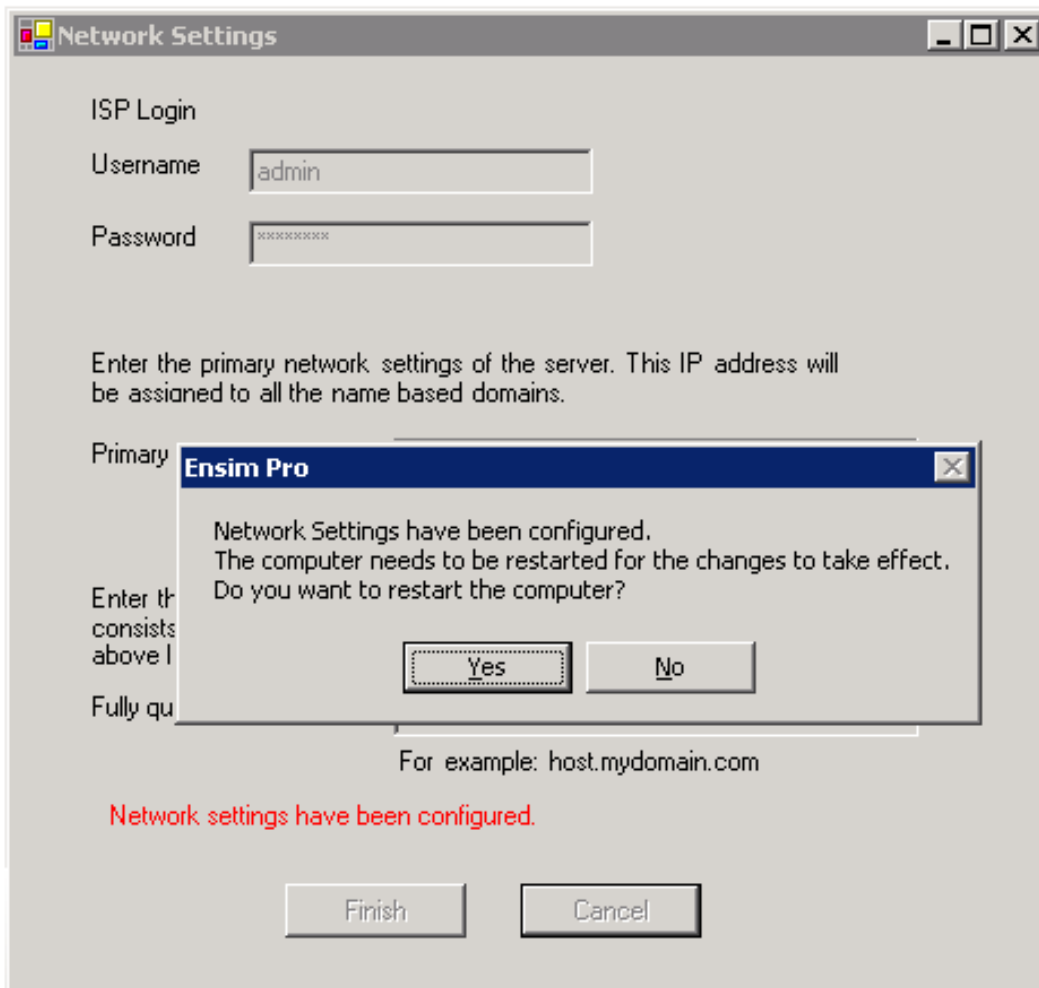 Network Settings
ISP Login
Username
admin
Password
********
Enter the primary network settings of the server. This IP address will
be assigned to all the name based domains.
Primary
Ensim Pro
Network Settings have been configured.
The computer needs to be restarted for the changes to take effect.
Do you want to restart the computer?
Yes
No
Enter th
consists
above I
Fully qu
For example: host.mydomain.com
Network settings have been configured.
Finish
Cancel